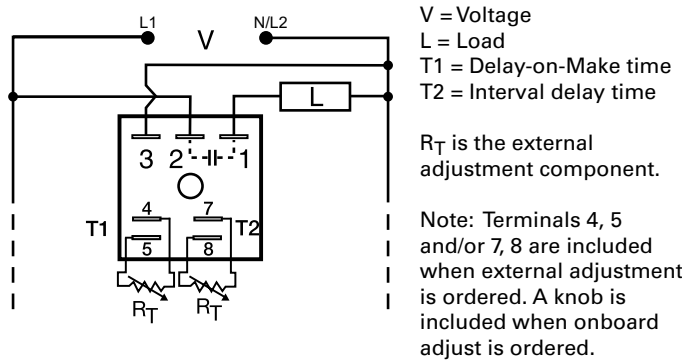 L1
V
N/L2
L
3
2
1
4
7
T1
T2
5
8
RT
RT
V = Voltage
L = Load
T1 = Delay-on-Make time
T2 = Interval delay time
RT is the external
adjustment component.
Note: Terminals 4, 5
and/or 7, 8 are included
when external adjustment
is ordered. A knob is
included when onboard
adjust is ordered.